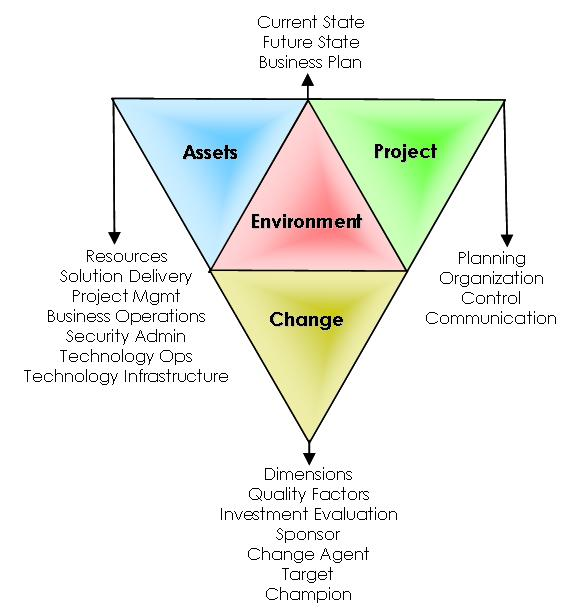 Current State
Future State
Business Plan
Assets
Project
Environment
Resources
Solution Delivery
Project Mgmt
Business Operations
Security Admin
Technology Ops
Technology Infrastructure
Planning
Organization
Control
Communication
Change
Dimensions
Quality Factors
Investment Evaluation
Sponsor
Change Agent
Target
Champion